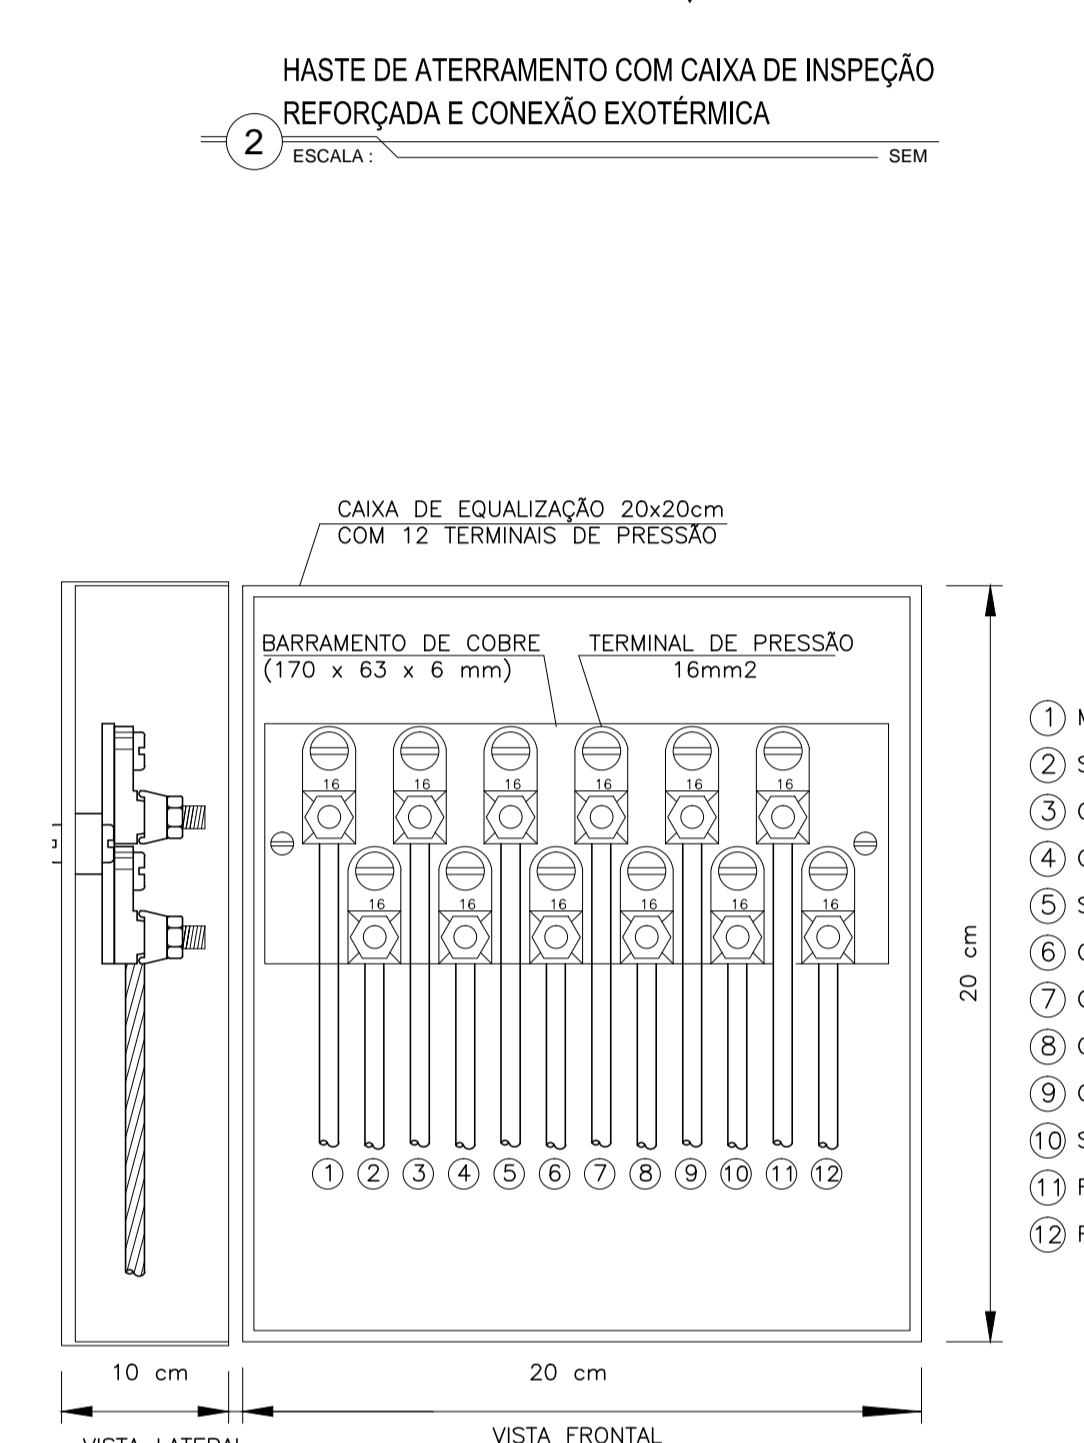 HASTE DE ATERRAMENTO COM CAIXA DE INSPEÇÃO
REFORÇADA E CONEXÃO EXOTÉRMICA
2
ESCALA : SEM
CAIXA DE EQUALIZAÇÃO 20x20cm
COM 12 TERMINAIS DE PRESSÃO
BARRAMENTO DE COBRE
(170 x 63 x 6 mm)
TERMINAL DE PRESSÃO
16mm2
16 16 16 16 16 16
16 16 16 16 16 16
1 2 3 4 5 6 7 8 9 10 11 12
20 cm
1
2
3
4
5
6
7
8
9
10
11
12
10 cm
20 cm
VISTA LATERAL
VISTA FRONTAL